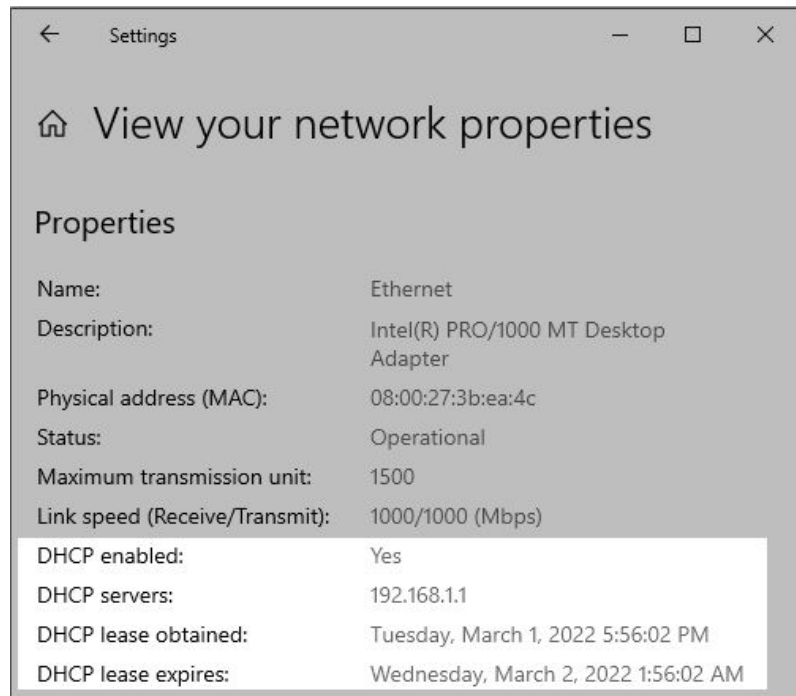 Settings
View your network properties
Properties
Name: Ethernet
Description: Intel(R) PRO/1000 MT Desktop
Adapter
Physical address (MAC): 08:00:27:3b:ea:4c
Status: Operational
Maximum transmission unit: 1500
Link speed (Receive/Transmit): 1000/1000 (Mbps)
DHCP enabled: Yes
DHCP servers: 192.168.1.1
DHCP lease obtained: Tuesday, March 1, 2022 5:56:02 PM
DHCP lease expires: Wednesday, March 2, 2022 1:56:02 AM